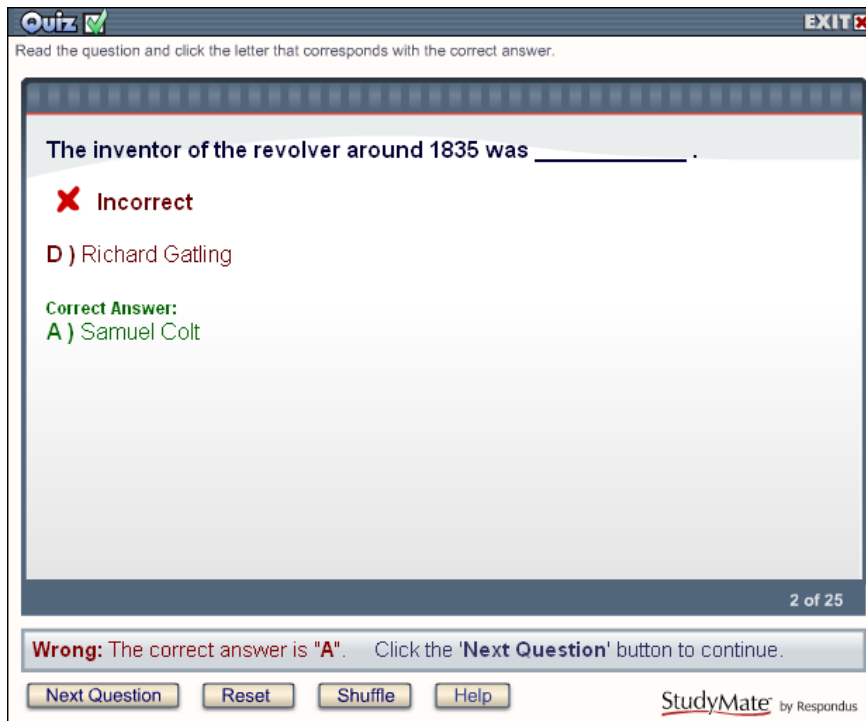 Quiz
EXIT
Read the question and click the letter that corresponds with the correct answer.
The inventor of the revolver around 1835 was ____________ .
Incorrect
D ) Richard Gatling
Correct Answer:
A ) Samuel Colt
2 of 25
Wrong: The correct answer is "A". Click the 'Next Question' button to continue.
Next Question Reset Shuffle Help
StudyMate by Respondus